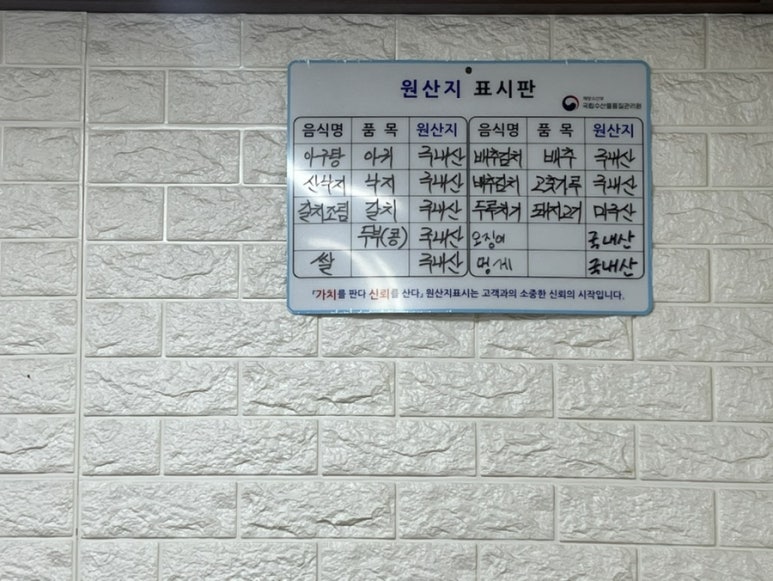 원산지 표시판
해양수산부
국립수산물품질관리원
음식명 품목 원산지 음식명 품목 원산지
아구탕 아귀 국내산 배추김치 배추 국내산
산낙지 낙지 국내산 배추김치 고춧가루 국내산
갈치조림 갈치 국내산 두루치기 돼지고기 미국산
두부(콩) 국내산 오징어 국내산
쌀 국내산 멍게 국내산
「가치를 판다 신뢰를 산다」 원산지표시는 고객과의 소중한 신뢰의 시작입니다.